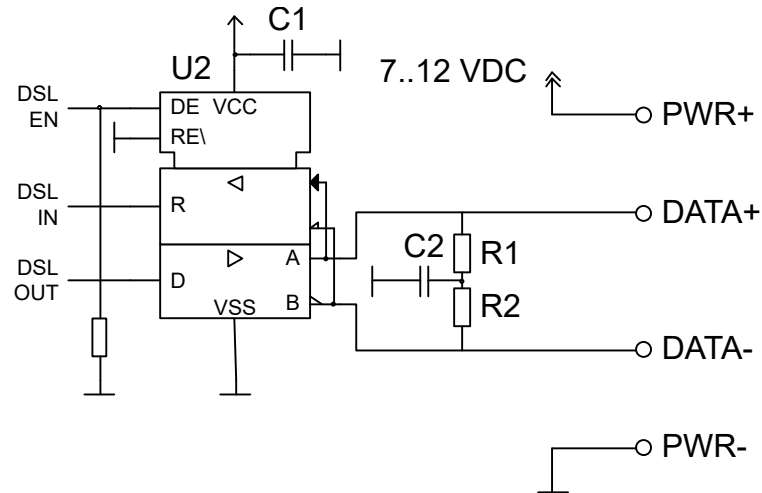 C1
U2
7..12 VDC
DSL
EN
DE VCC
RE\
PWR+
DSL
IN
R
DATA+
C2
R1
DSL
OUT
D
A
B
VSS
R2
DATA-
PWR-